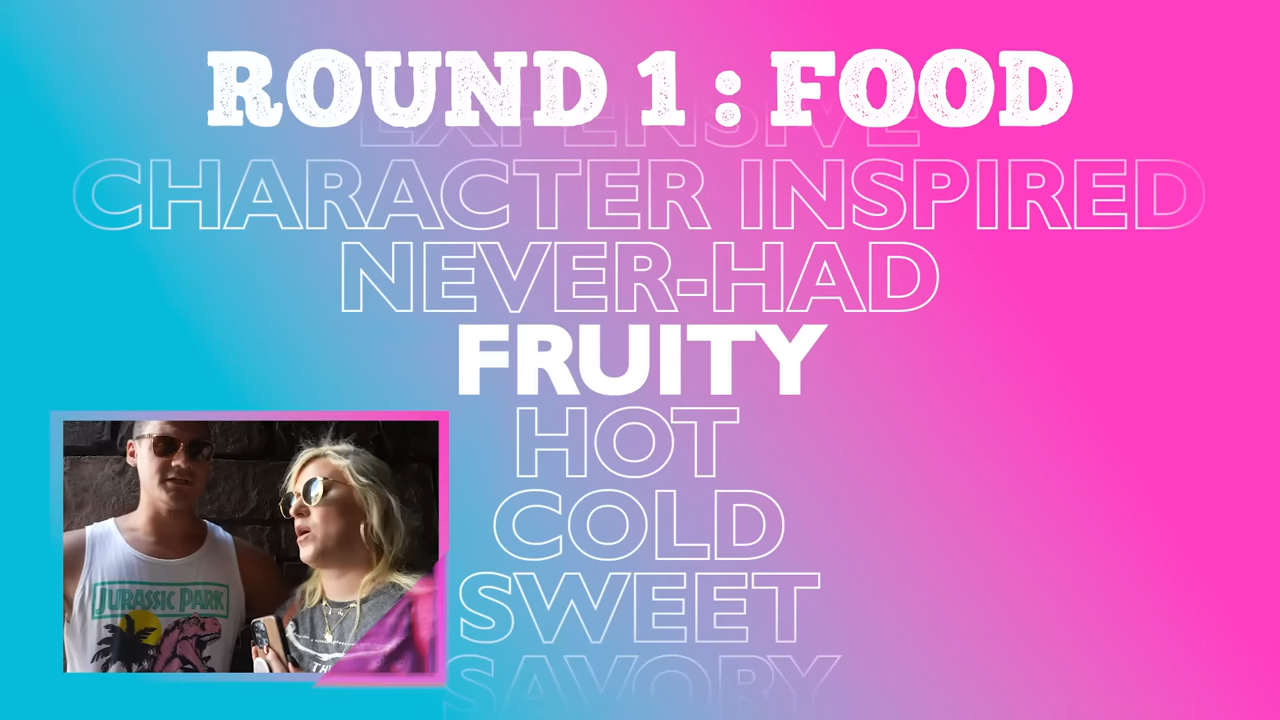 ROUND 1 : FOOD
EXPENSIVE
CHARACTER INSPIRED
NEVER-HAD
FRUITY
HOT
COLD
SWEET
SAVORY
JURASSIC PARK